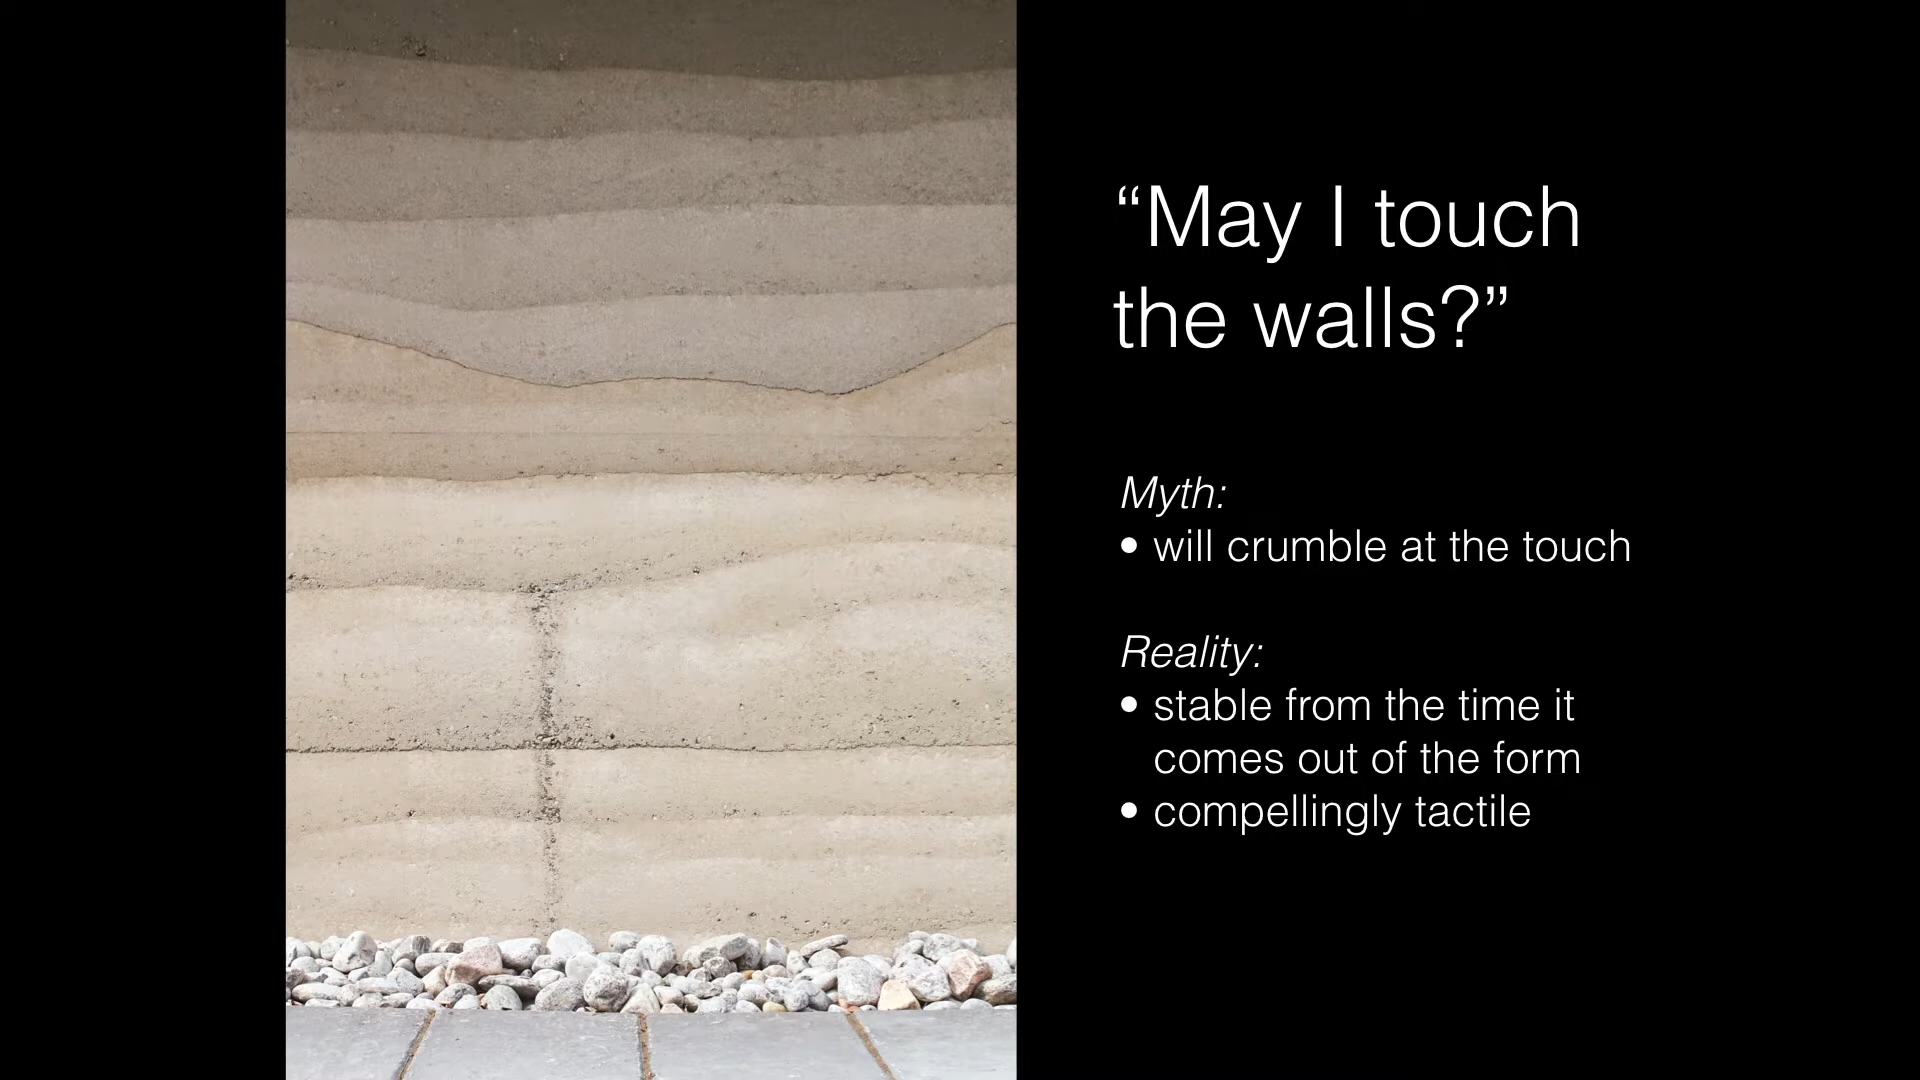 “May I touch
the walls?”
Myth:
• will crumble at the touch
Reality:
• stable from the time it
comes out of the form
• compellingly tactile